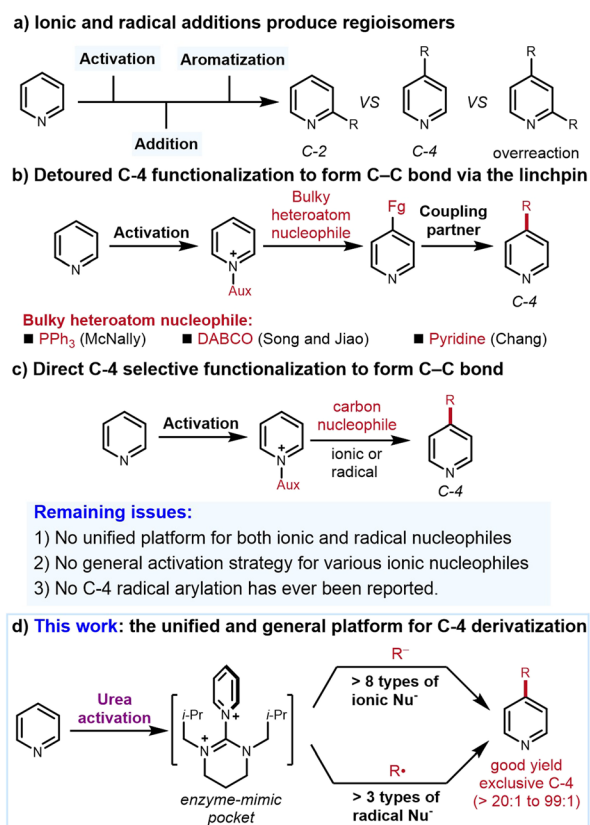 a) Ionic and radical additions produce regioisomers
Activation
Aromatization
Addition
N
N
R
C-2
VS
R
N
C-4
VS
R
N
R
overreaction
b) Detoured C-4 functionalization to form C–C bond via the linchpin
N
Activation
N
+
Aux
Bulky
heteroatom
nucleophile
Fg
N
Coupling
partner
R
N
C-4
Bulky heteroatom nucleophile:
■ PPh3 (McNally)
■ DABCO (Song and Jiao)
■ Pyridine (Chang)
c) Direct C-4 selective functionalization to form C–C bond
N
Activation
N
+
Aux
carbon
nucleophile
ionic or
radical
R
N
C-4
Remaining issues:
1) No unified platform for both ionic and radical nucleophiles
2) No general activation strategy for various ionic nucleophiles
3) No C-4 radical arylation has ever been reported.
d) This work: the unified and general platform for C-4 derivatization
N
Urea
activation
N+
i-Pr
i-Pr
+
N
N
enzyme-mimic
pocket
R−
> 8 types of
ionic Nu-
R•
> 3 types of
radical Nu-
R
N
good yield
exclusive C-4
(> 20:1 to 99:1)